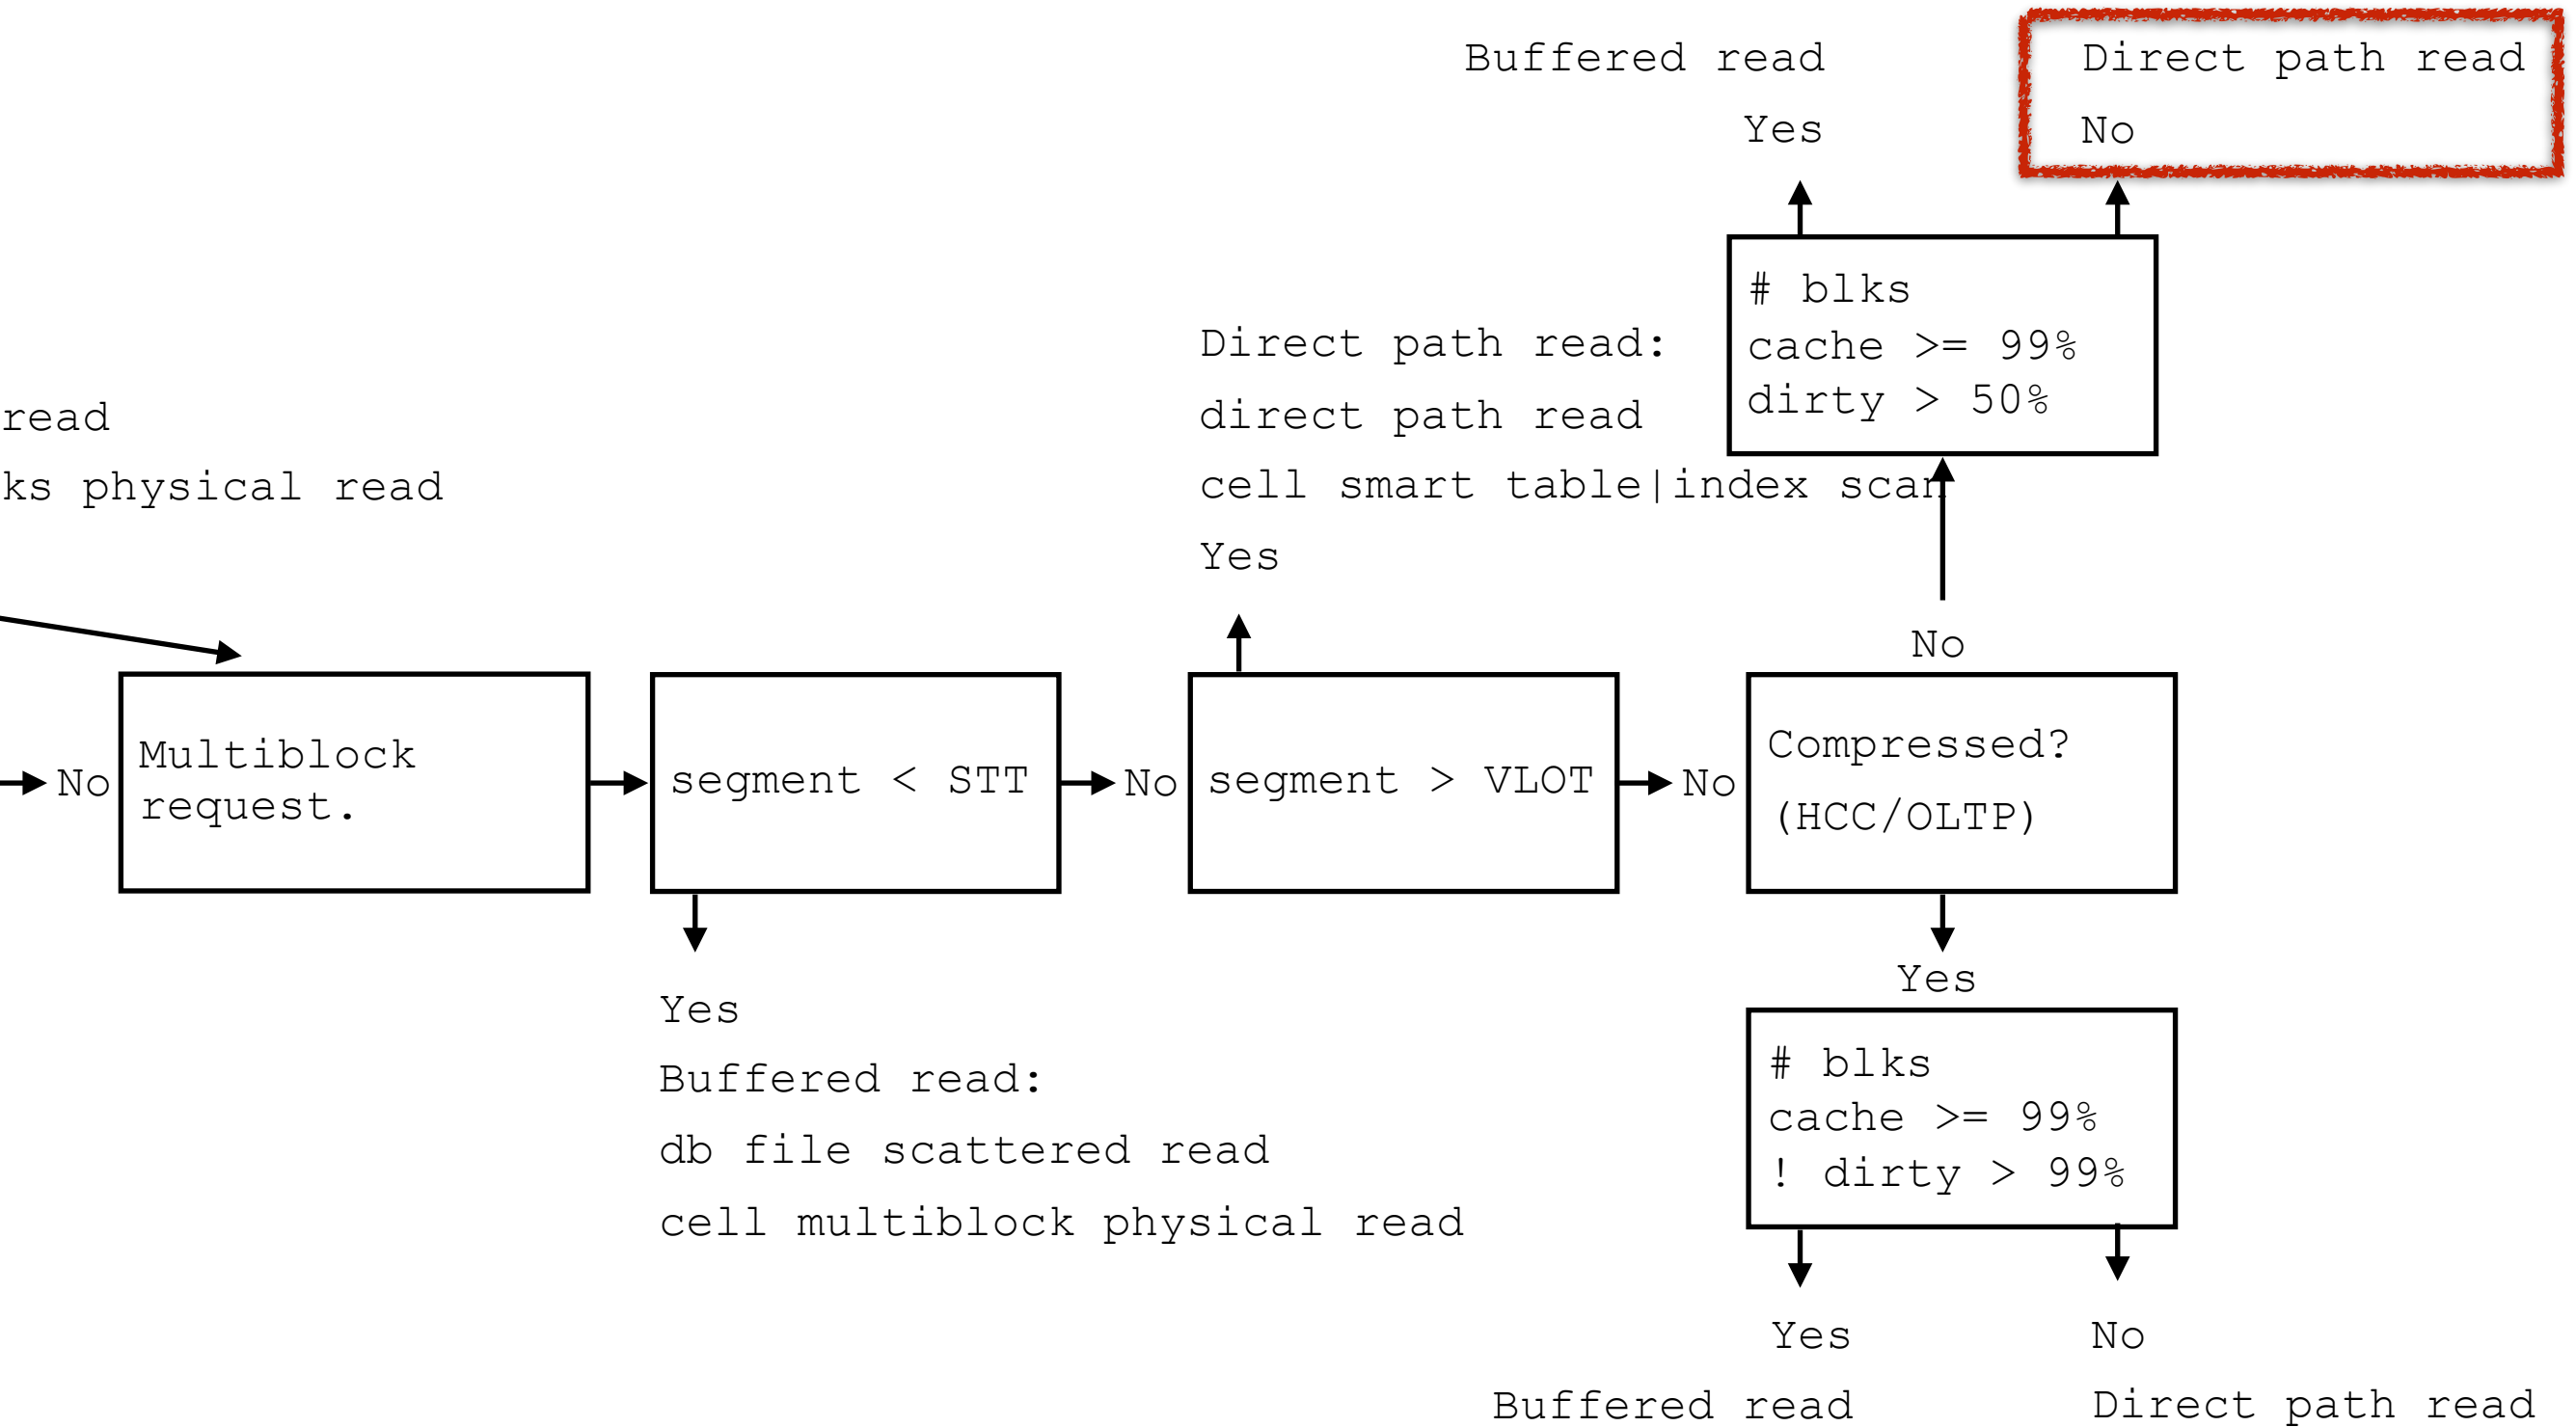 Buffered read
Yes
Direct path read
No
# blks
cache >= 99%
dirty > 50%
Direct path read:
direct path read
cell smart table|index scan
Yes
read
ks physical read
No
No
Multiblock
request.
segment < STT
No
segment > VLOT
No
Compressed?
(HCC/OLTP)
Yes
Buffered read:
db file scattered read
cell multiblock physical read
Yes
# blks
cache >= 99%
! dirty > 99%
Yes
Buffered read
No
Direct path read